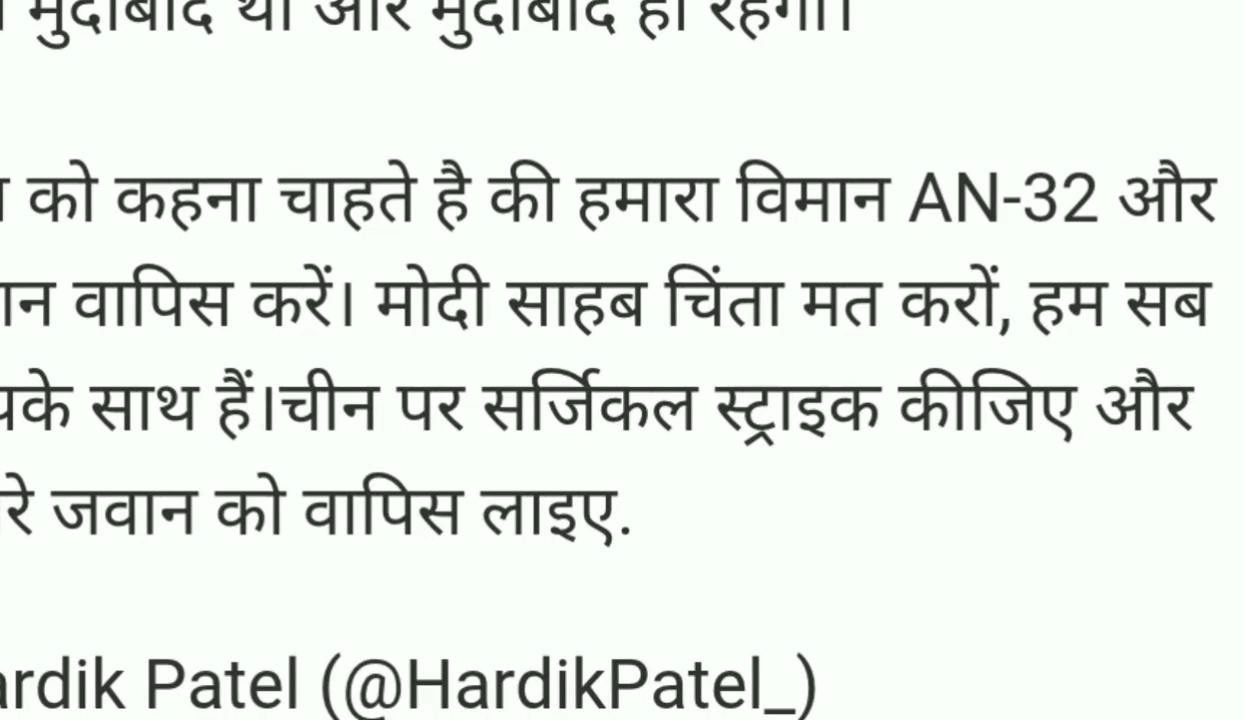 मुर्दाबाद था और मुर्दाबाद ही रहेगा।
को कहना चाहते है की हमारा विमान AN-32 और
वापिस करें। मोदी साहब चिंता मत करों, हम सब
साथ हैं।चीन पर सर्जिकल स्ट्राइक कीजिए और
जवान को वापिस लाइए.
Patel (@HardikPatel_)